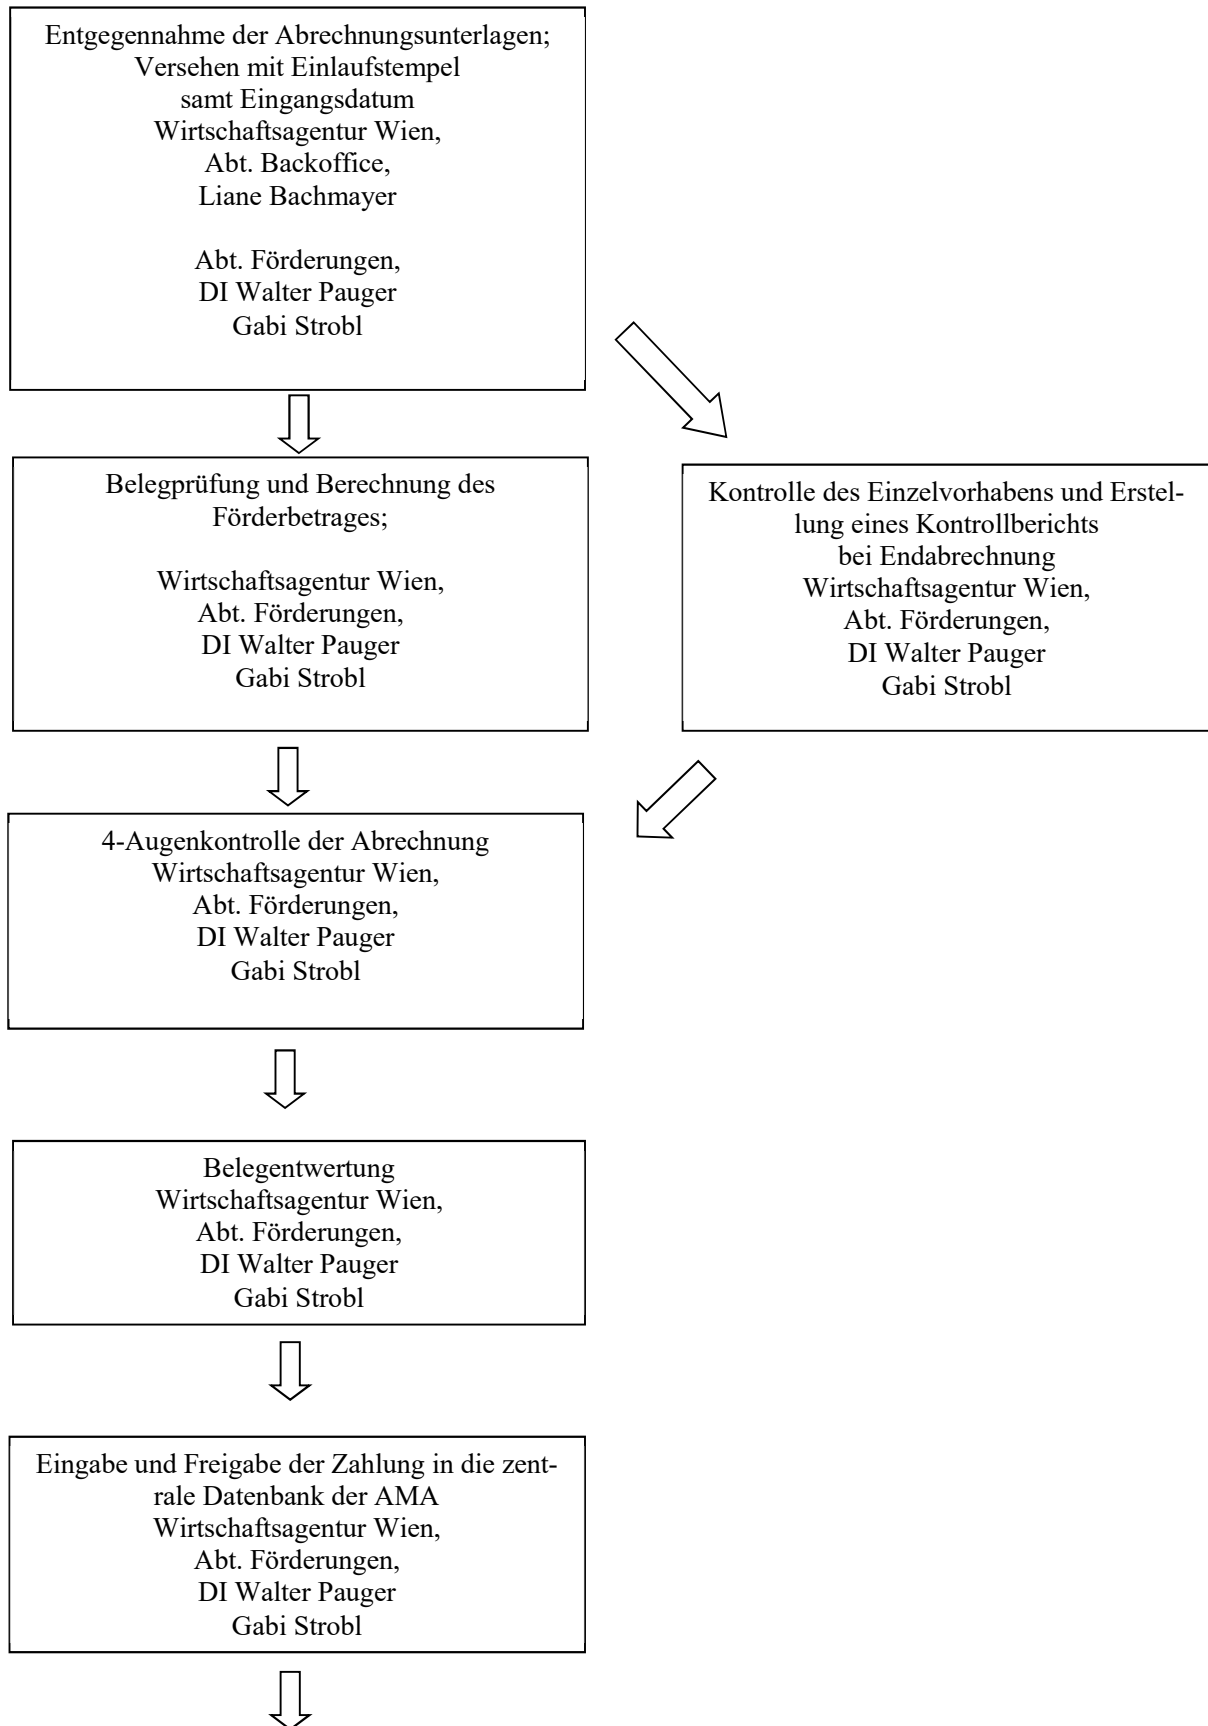 Entgegennahme der Abrechnungsunterlagen;
Versehen mit Einlaufstempel
samt Eingangsdatum
Wirtschaftsagentur Wien,
Abt. Backoffice,
Liane Bachmayer
Abt. Förderungen,
DI Walter Pauger
Gabi Strobl
Belegprüfung und Berechnung des
Förderbetrages;
Wirtschaftsagentur Wien,
Abt. Förderungen,
DI Walter Pauger
Gabi Strobl
Kontrolle des Einzelvorhabens und Erstel-
lung eines Kontrollberichts
bei Endabrechnung
Wirtschaftsagentur Wien,
Abt. Förderungen,
DI Walter Pauger
Gabi Strobl
4-Augenkontrolle der Abrechnung
Wirtschaftsagentur Wien,
Abt. Förderungen,
DI Walter Pauger
Gabi Strobl
Belegentwertung
Wirtschaftsagentur Wien,
Abt. Förderungen,
DI Walter Pauger
Gabi Strobl
Eingabe und Freigabe der Zahlung in die zent-
rale Datenbank der AMA
Wirtschaftsagentur Wien,
Abt. Förderungen,
DI Walter Pauger
Gabi Strobl